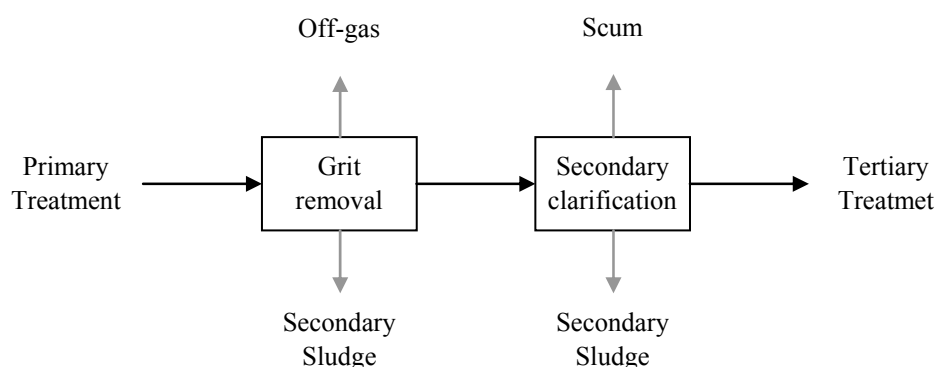 Off-gas
Scum
Primary
Treatment
Grit
removal
Secondary
clarification
Tertiary
Treatmet
Secondary
Sludge
Secondary
Sludge